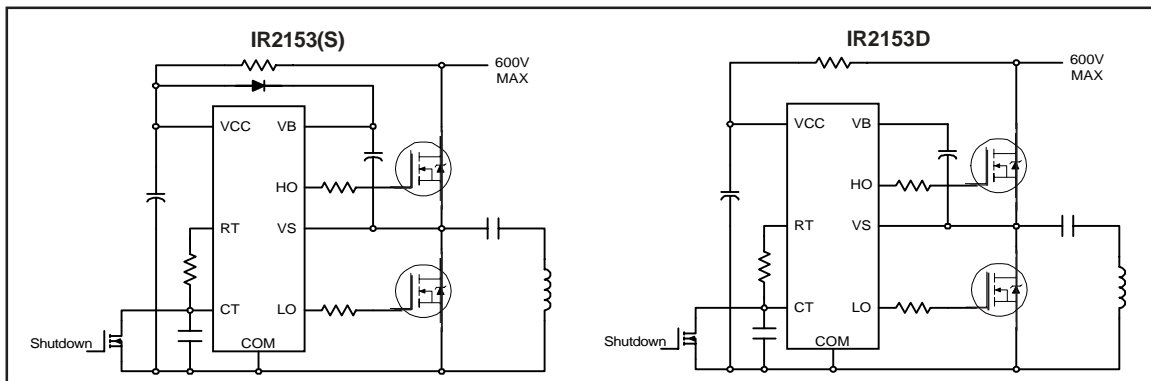 IR2153(S)
600V
MAX
VCC
VB
HO
RT
VS
CT
LO
Shutdown
COM
IR2153D
600V
MAX
VCC
VB
HO
RT
VS
CT
LO
Shutdown
COM